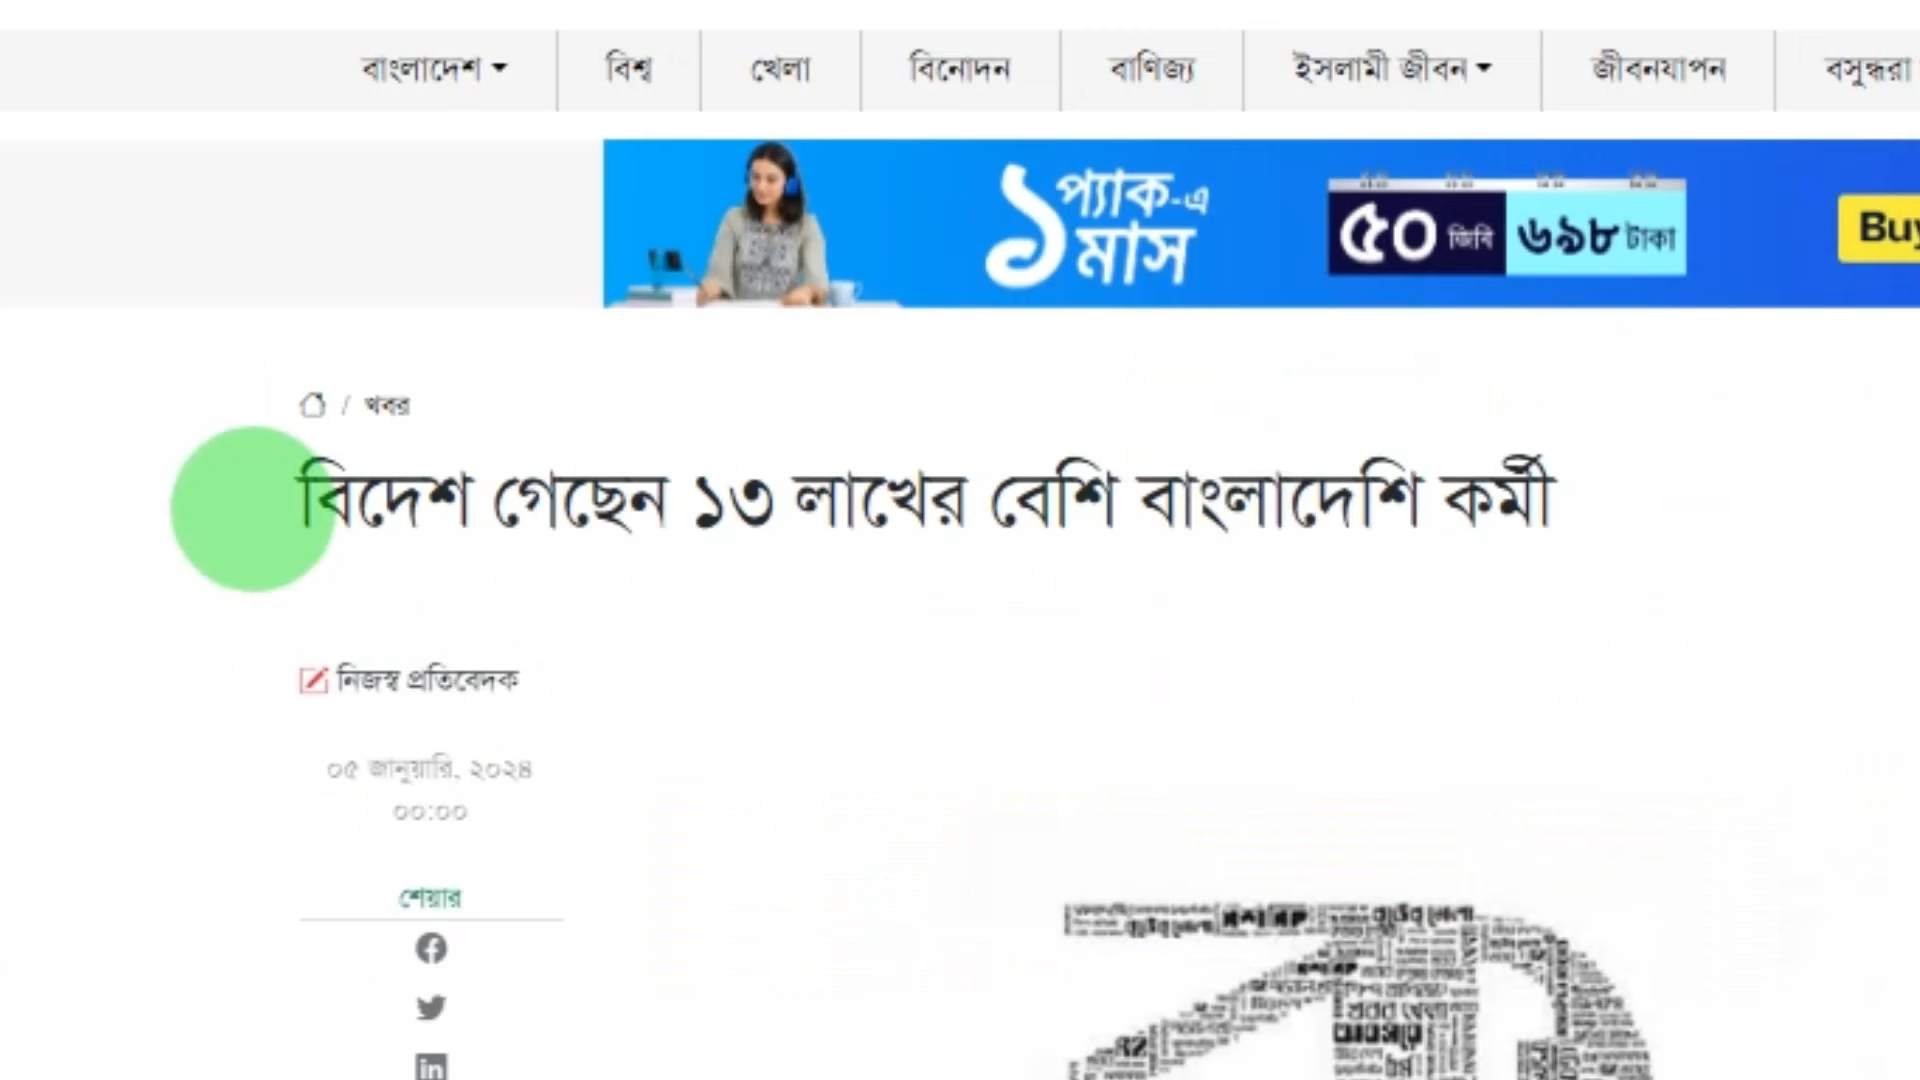 বাংলাদেশ
বিশ্ব
খেলা
বিনোদন
বাণিজ্য
ইসলামী জীবন
জীবনযাপন
বসুন্ধরা
১ প্যাক-এ
মাস
৫০ জিবি ৬৯৮ টাকা
Buy
/ খবর
বিদেশ গেছেন ১৩ লাখের বেশি বাংলাদেশি কর্মী
নিজস্ব প্রতিবেদক
০৫ জানুয়ারি, ২০২৪
০০:০০
শেয়ার